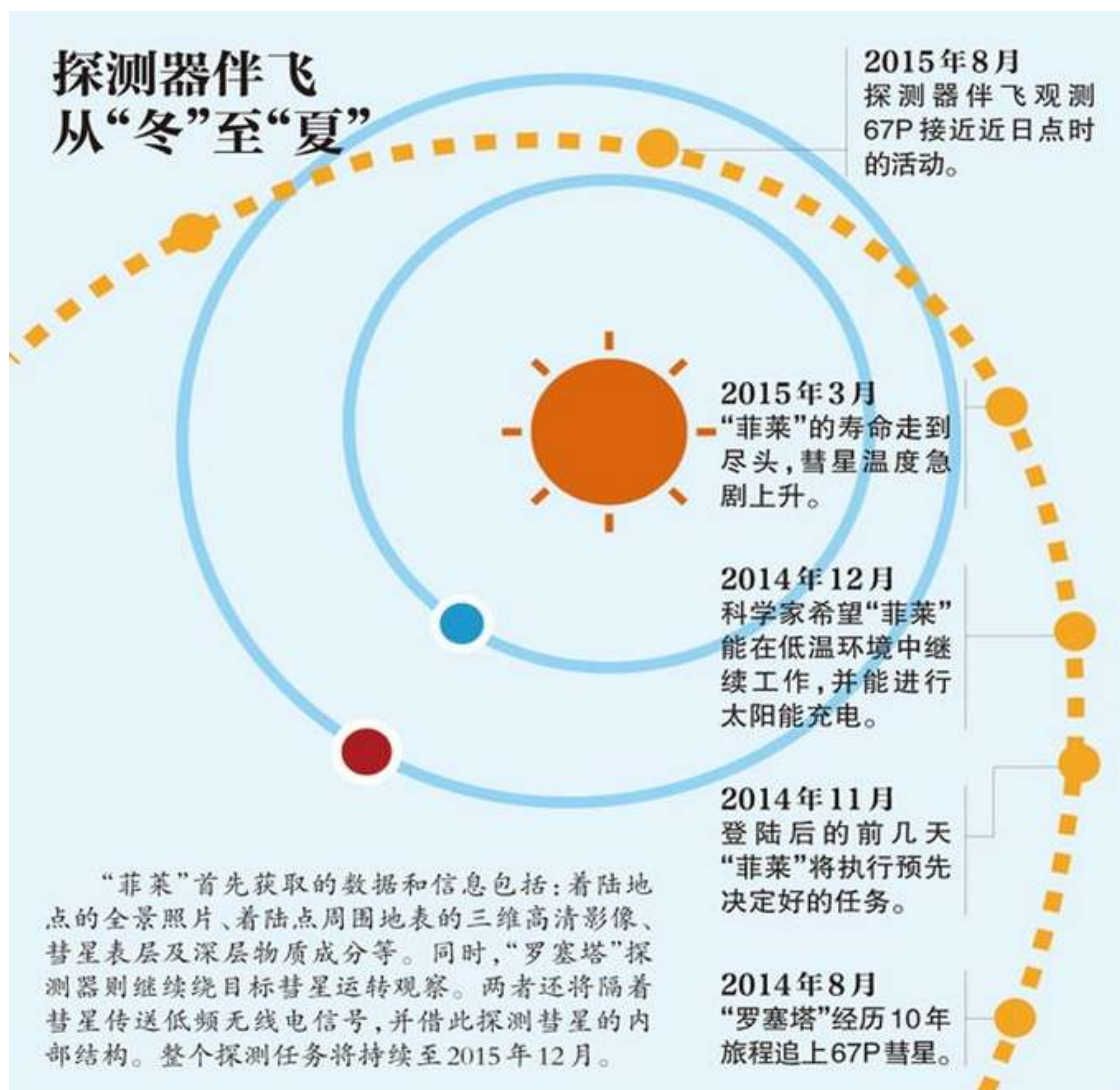 探测器伴飞
从“冬”至“夏”
2015年8月
探测器伴飞观测
67P接近近日点时
的活动。
2015年3月
“菲莱”的寿命走到
尽头，彗星温度急
剧上升。
2014年12月
科学家希望“菲莱”
能在低温环境中继
续工作，并能进行
太阳能充电。
2014年11月
登陆后的前几天
“菲莱”将执行预先
决定好的任务。
2014年8月
“罗塞塔”经历10年
旅程追上67P彗星。
“菲莱”首先获取的数据和信息包括：着陆地
点的全景照片、着陆点周围地表的三维高清影像、
彗星表层及深层物质成分等。同时，“罗塞塔”探
测器则继续绕目标彗星运转观察。两者还将隔着
彗星传送低频无线电信号，并借此探测彗星的内
部结构。整个探测任务将持续至2015年12月。